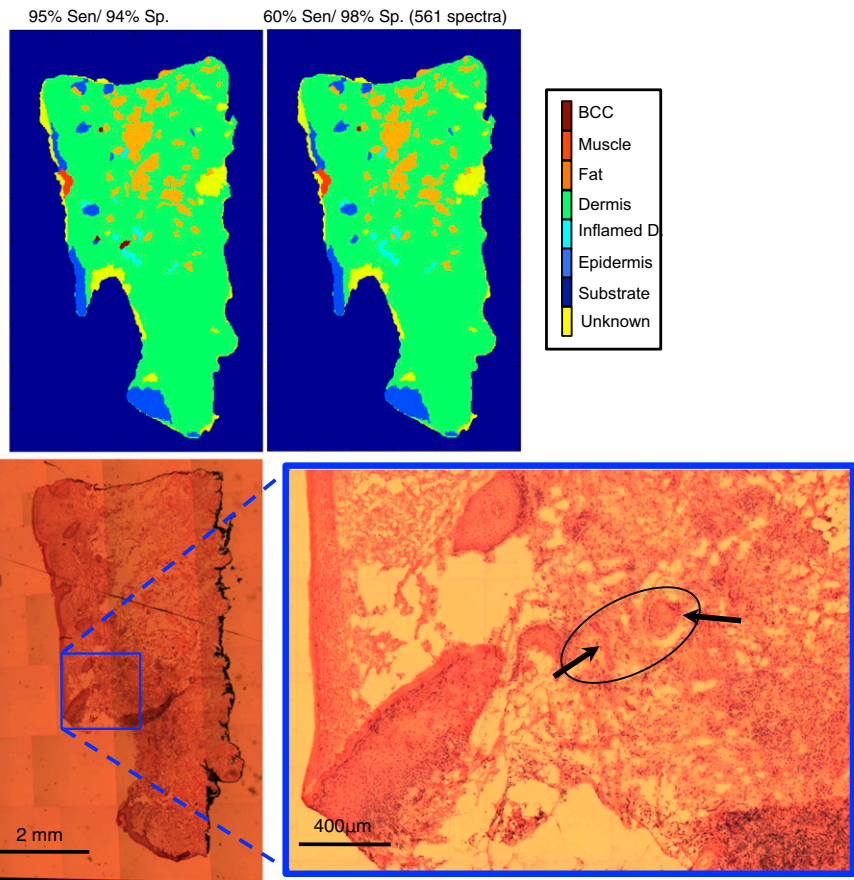 95% Sen/ 94% Sp.
60% Sen/ 98% Sp. (561 spectra)
BCC
Muscle
Fat
Dermis
Inflamed D.
Epidermis
Substrate
Unknown
2 mm
400µm